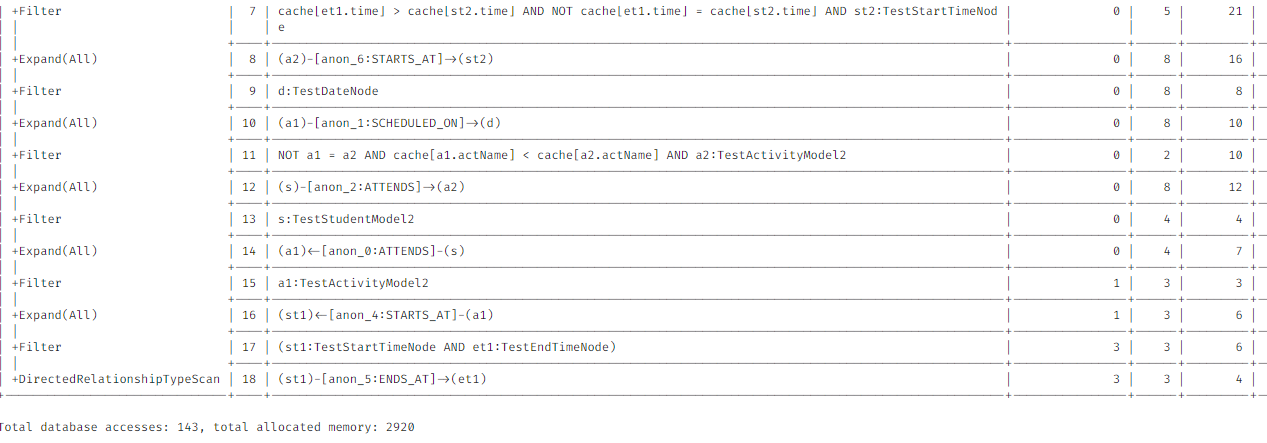 | +Filter | 7 | cache[et1.time] > cache[st2.time] AND NOT cache[et1.time] = cache[st2.time] AND st2:TestStartTimeNod | 0 | 5 | 21 |
| | | | e | | | |
| +Expand(All) | 8 | (a2)-[anon_6:STARTS_AT]->(st2) | 0 | 8 | 16 |
| +Filter | 9 | d:TestDateNode | 0 | 8 | 8 |
| +Expand(All) | 10 | (a1)-[anon_1:SCHEDULED_ON]->(d) | 0 | 8 | 10 |
| +Filter | 11 | NOT a1 = a2 AND cache[a1.actName] < cache[a2.actName] AND a2:TestActivityModel2 | 0 | 2 | 10 |
| +Expand(All) | 12 | (s)-[anon_2:ATTENDS]->(a2) | 0 | 8 | 12 |
| +Filter | 13 | s:TestStudentModel2 | 0 | 4 | 4 |
| +Expand(All) | 14 | (a1)<-[anon_0:ATTENDS]-(s) | 0 | 4 | 7 |
| +Filter | 15 | a1:TestActivityModel2 | 1 | 3 | 3 |
| +Expand(All) | 16 | (st1)<-[anon_4:STARTS_AT]-(a1) | 1 | 3 | 6 |
| +Filter | 17 | (st1:TestStartTimeNode AND et1:TestEndTimeNode) | 3 | 3 | 6 |
| +DirectedRelationshipTypeScan | 18 | (st1)-[anon_5:ENDS_AT]->(et1) | 3 | 3 | 4 |
Total database accesses: 143, total allocated memory: 2920